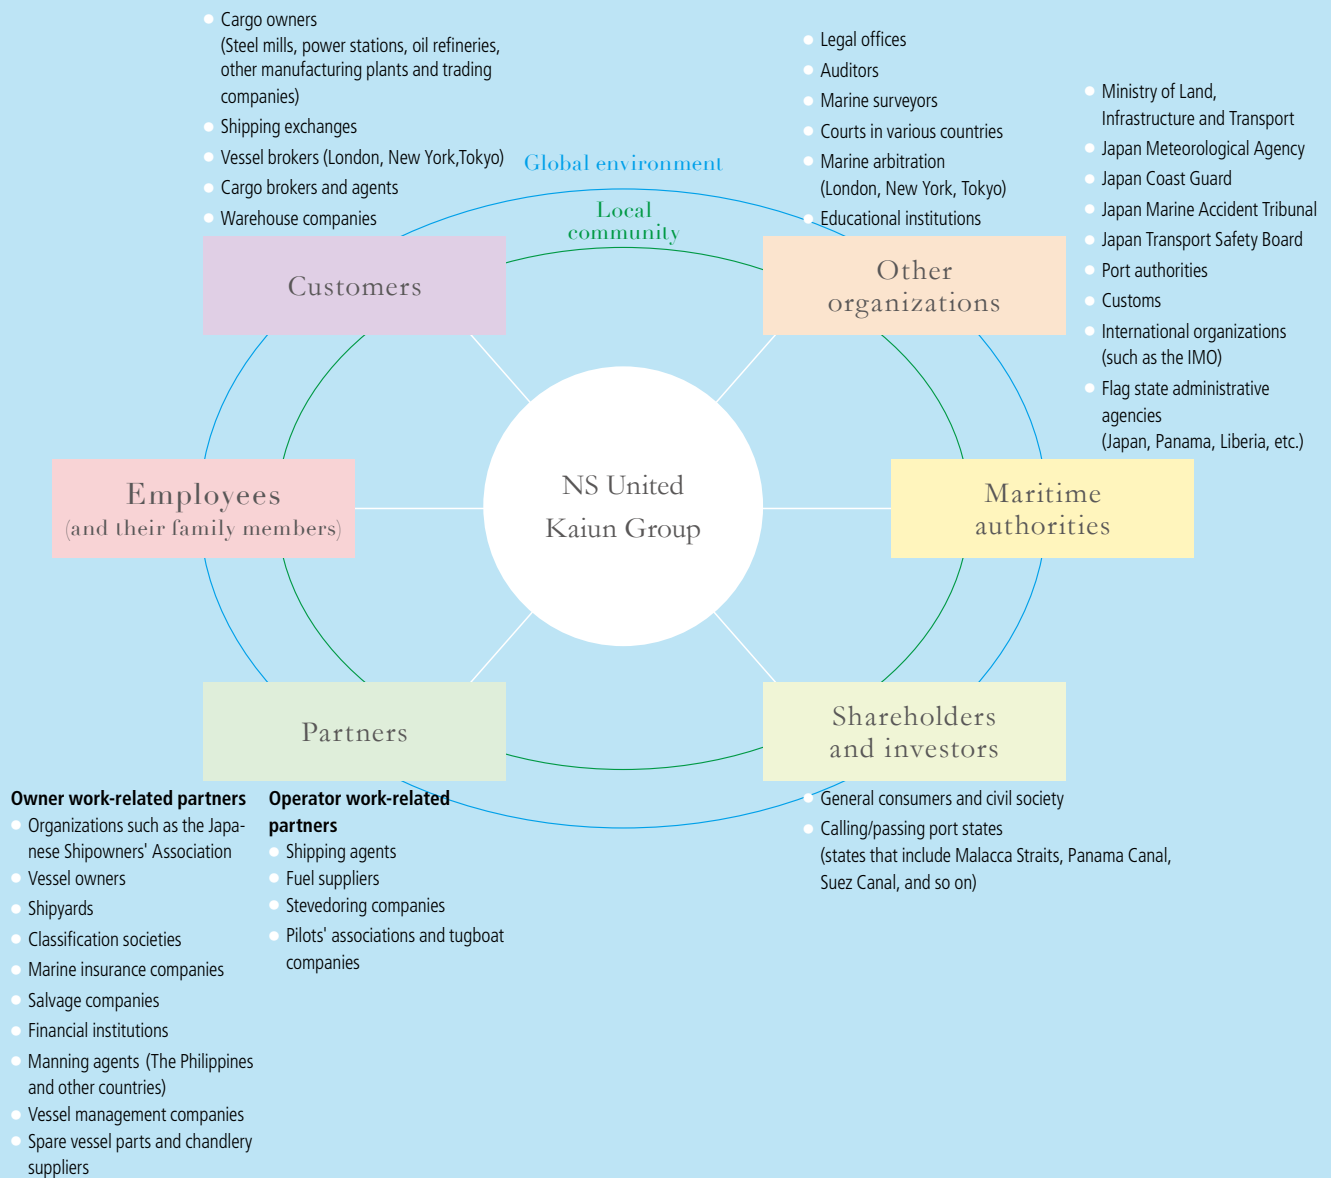 Cargo owners
(Steel mills, power stations, oil refineries,
other manufacturing plants and trading
companies)
Shipping exchanges
Vessel brokers (London, New York,Tokyo)
Cargo brokers and agents
Warehouse companies
Customers
Global environment
Local
community
Legal offices
Auditors
Marine surveyors
Courts in various countries
Marine arbitration
(London, New York, Tokyo)
Educational institutions
Other
organizations
Ministry of Land,
Infrastructure and Transport
Japan Meteorological Agency
Japan Coast Guard
Japan Marine Accident Tribunal
Japan Transport Safety Board
Port authorities
Customs
International organizations
(such as the IMO)
Flag state administrative
agencies
(Japan, Panama, Liberia, etc.)
Maritime
authorities
NS United
Kaiun Group
Employees
(and their family members)
Partners
Owner work-related partners
Organizations such as the Japa-
nese Shipowners' Association
Vessel owners
Shipyards
Classification societies
Marine insurance companies
Salvage companies
Financial institutions
Manning agents (The Philippines
and other countries)
Vessel management companies
Spare vessel parts and chandlery
suppliers
Operator work-related
partners
Shipping agents
Fuel suppliers
Stevedoring companies
Pilots' associations and tugboat
companies
Shareholders
and investors
General consumers and civil society
Calling/passing port states
(states that include Malacca Straits, Panama Canal,
Suez Canal, and so on)